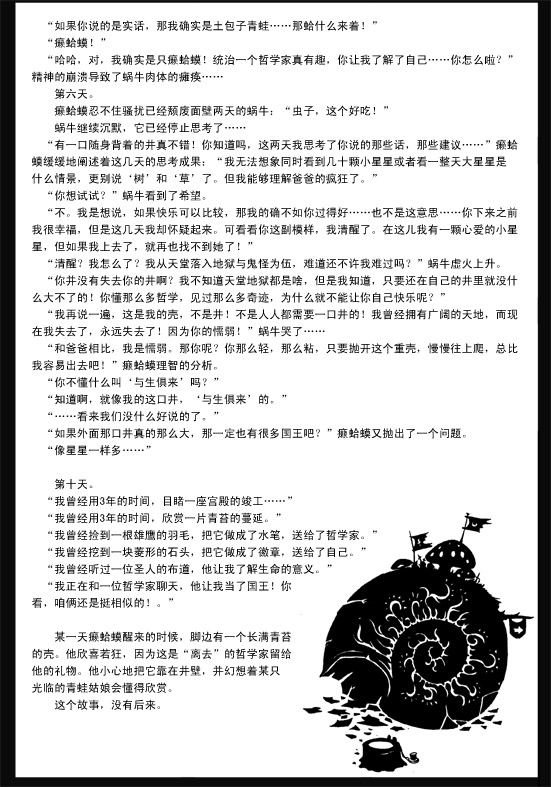 “如果你说的是实话，那我确实是土包子青蛙……那蛤什么来着！”
“癞蛤蟆！”
“哈哈，对，我确实是只癞蛤蟆！统治一个哲学家真有趣，你让我了解了自己……你怎么啦？”
精神的崩溃导致了蜗牛肉体的瘫痪……
第六天。
癞蛤蟆忍不住骚扰已经颓废面壁两天的蜗牛：“虫子，这个好吃！”
蜗牛继续沉默，它已经停止思考了……
“有一口随身背着的井真不错！你知道吗，这两天我思考了你说的那些话，那些建议……”癞蛤
蟆缓缓地阐述着这几天的思考成果：“我无法想象同时看到几十颗小星星或者看一整天大星星是
什么情景，更别说‘树’和‘草’了。但我能够理解爸爸的疯狂了。”
“你想试试？”蜗牛看到了希望。
“不。我是想说，如果快乐可以比较，那我的确不如你过得好……也不是这意思……你下来之前
我很幸福，但是这几天我却怀疑起来。可看看你这副模样，我清醒了。在这儿我有一颗心爱的小星
星，但如果我上去了，就再也找不到她了！”
“清醒？我怎么了？我从天堂落入地狱与鬼怪为伍，难道还不许我难过吗？”蜗牛虚火上升。
“你并没有失去你的井啊？我不知道天堂地狱都是啥，但是我知道，只要还在自己的井里就没什
么大不了的！你懂那么多哲学，见过那么多奇迹，为什么就不能让你自己快乐呢？”
“我再说一遍，这是我的壳，不是井！不是人人都需要一口井的！我曾经拥有广阔的天地，而现
在我失去了，永远失去了！因为你的懦弱！”蜗牛哭了……
“和爸爸相比，我是懦弱。那你呢？你那么轻，那么粘，只要抛开这个重壳，慢慢往上爬，总比
我容易出去吧！”癞蛤蟆理智的分析。
“你不懂什么叫‘与生俱来’吗？”
“知道啊，就像我的这口井，‘与生俱来’的。”
“……看来我们没什么好说的了。”
“如果外面那口井真的那么大，那一定也有很多国王吧？”癞蛤蟆又抛出了一个问题。
“像星星一样多……”
第十天。
“我曾经用3年的时间，目睹一座宫殿的竣工……”
“我曾经用3年的时间，欣赏一片青苔的蔓延。”
“我曾经捡到一根雄鹰的羽毛，把它做成了水笔，送给了哲学家。”
“我曾经挖到一块菱形的石头，把它做成了徽章，送给了自己。”
“我曾经听过一位圣人的布道，他让我了解生命的意义。”
“我正在和一位哲学家聊天，他让我当了国王！你
看，咱俩还是挺相似的！。”
某一天癞蛤蟆醒来的时候，脚边有一个长满青苔
的壳。他欣喜若狂，因为这是“离去”的哲学家留给
他的礼物。他小心地把它靠在井壁，并幻想着某只
光临的青蛙姑娘会懂得欣赏。
这个故事，没有后来。